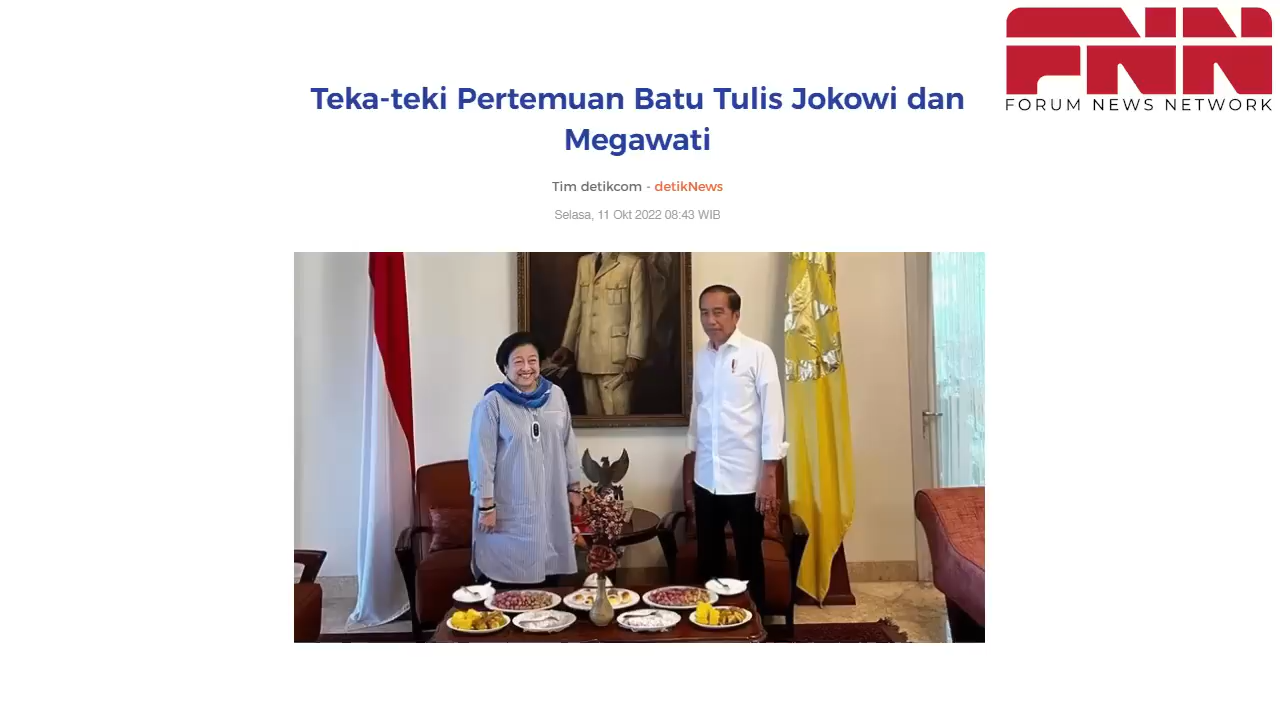 FNN
FORUM NEWS NETWORK
Teka-teki Pertemuan Batu Tulis Jokowi dan
Megawati
Tim detikcom - detikNews
Selasa, 11 Okt 2022 08:43 WIB